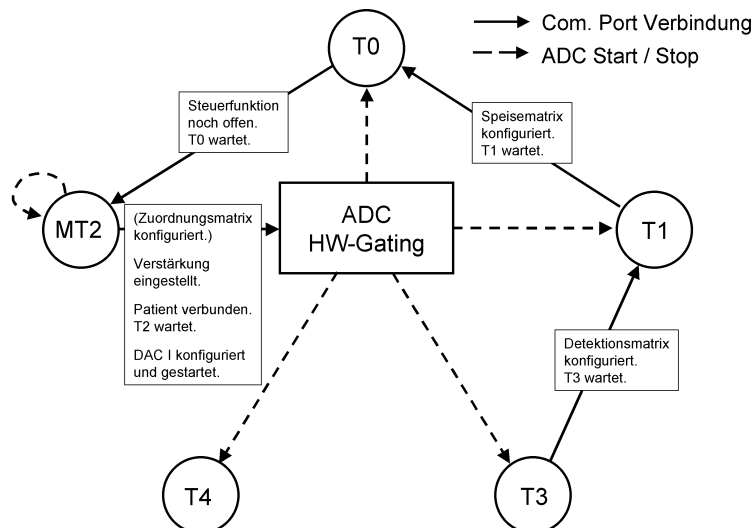 T0
Com. Port Verbindung
ADC Start / Stop
Steuerfunktion
noch offen.
T0 wartet.
Speisematrix
konfiguriert.
T1 wartet.
MT2
(Zuordnungsmatrix
konfiguriert.)
Verstärkung
eingestellt.
Patient verbunden.
T2 wartet.
DAC I konfiguriert
und gestartet.
ADC
HW-Gating
T1
Detektionsmatrix
konfiguriert.
T3 wartet.
T4
T3